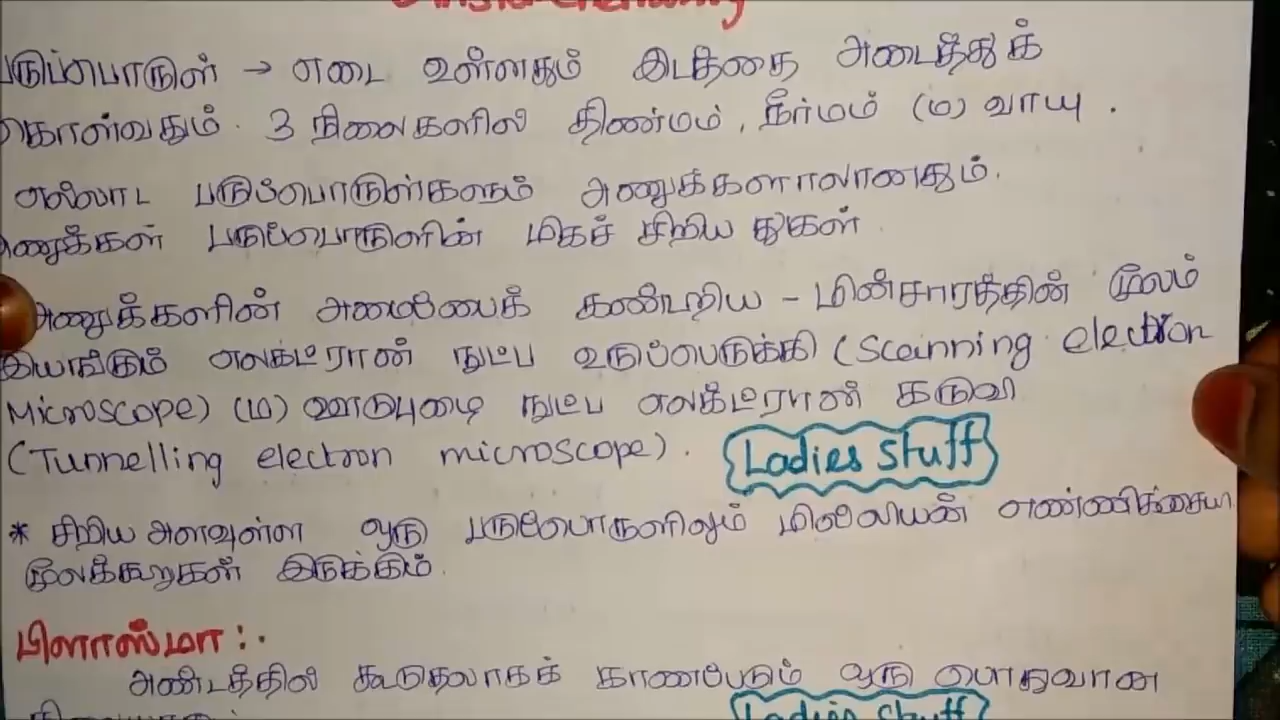 பருப்பொருள் → எடை உள்ளதும் இடத்தை அடைத்துக்
கொள்வதும். 3 நிலைகளில் திண்மம், நீர்மம் (ம) வாயு.
எல்லா பருப்பொருள்களும் அணுக்களாலானதும்.
அணுக்கள் பருப்பொருளின் மிகச் சிறிய துகள்
அணுக்களின் அமைப்பைக் கண்டறிய - மின்சாரத்தின் மூலம்
இயங்கும் எலக்ட்ரான் நுட்ப உருப்பெருக்கி (Scanning electron
Microscope) (ம) ஊடுபுழை நுட்ப எலக்ட்ரான் கருவி
(Tunnelling electron microscope).
Ladies Stuff
* சிறிய அளவுள்ள ஒரு பருப்பொருளிலும் மில்லியன் எண்ணிக்கையி
மூலக்கூறுகள் இருக்கும்.
பிளாஸ்மா :.
அண்டத்தில் கூடுதலாகக் காணப்படும் ஒரு பொதுவான
Ladies Stuff